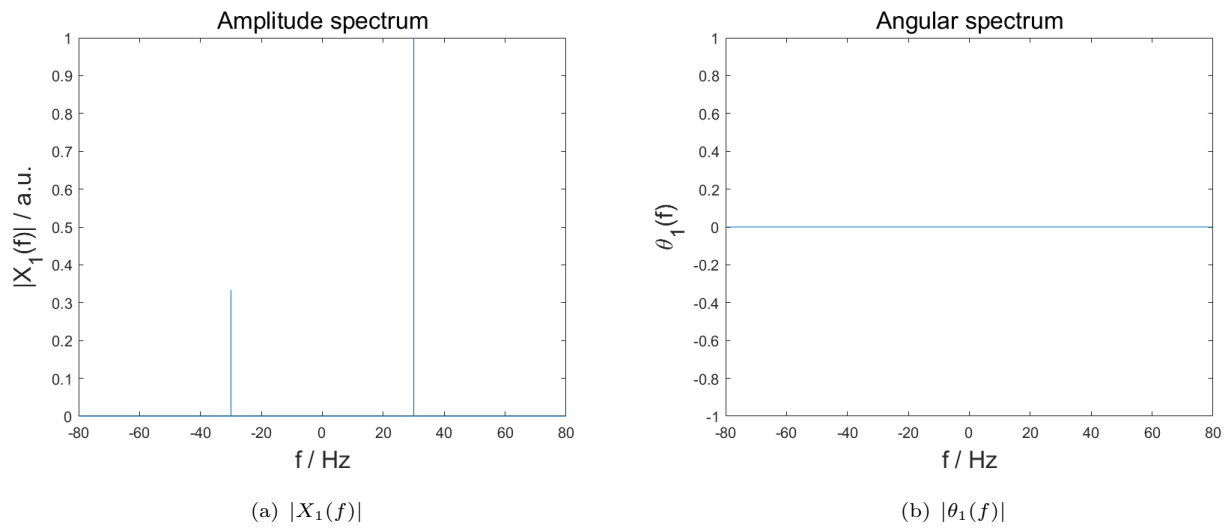 Amplitude spectrum
1
0.9
0.8
0.7
0.6
0.5
0.4
0.3
0.2
0.1
0
|X₁(f)| / a.u.
-80 -60 -40 -20 0 20 40 60 80
f / Hz
(a) |X₁(f)|
Angular spectrum
1
0.8
0.6
0.4
0.2
0
-0.2
-0.4
-0.6
-0.8
-1
θ₁(f)
-80 -60 -40 -20 0 20 40 60 80
f / Hz
(b) |θ₁(f)|